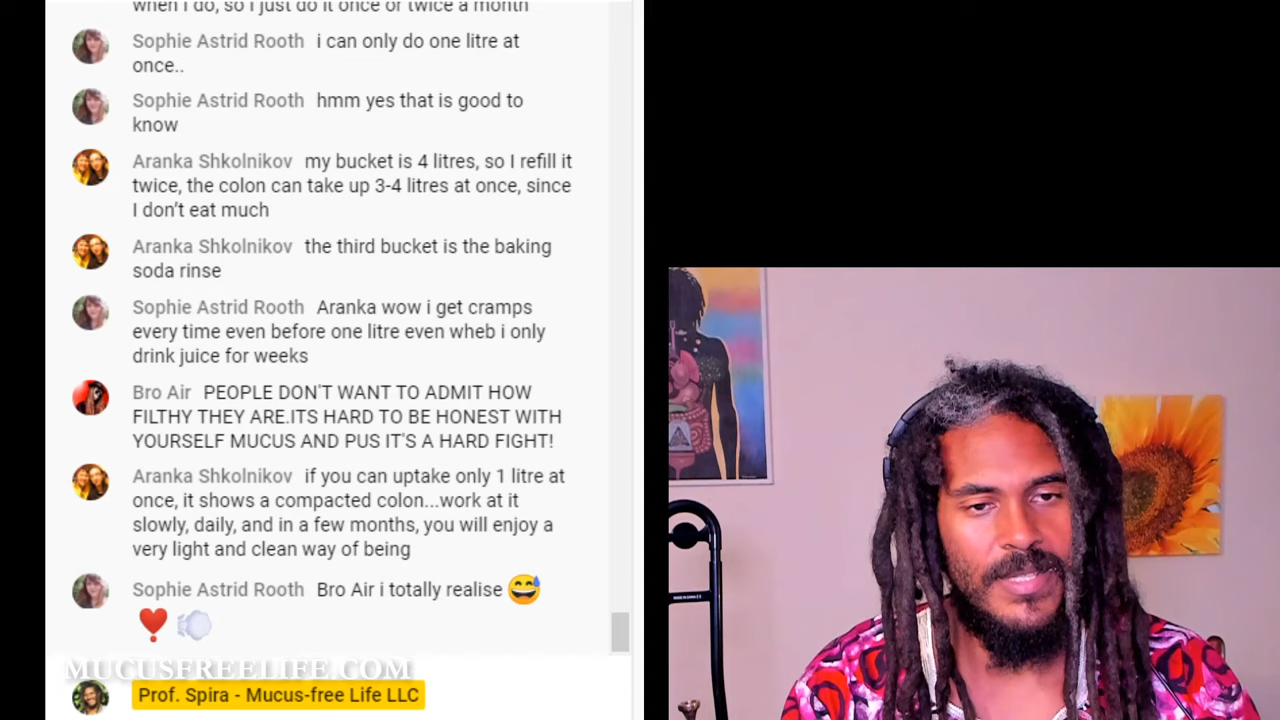 when I do, so I just do it once or twice a month
Sophie Astrid Rooth i can only do one litre at
once..
Sophie Astrid Rooth hmm yes that is good to
know
Aranka Shkolnikov my bucket is 4 litres, so I refill it
twice, the colon can take up 3-4 litres at once, since
I don’t eat much
Aranka Shkolnikov the third bucket is the baking
soda rinse
Sophie Astrid Rooth Aranka wow i get cramps
every time even before one litre even wheb i only
drink juice for weeks
Bro Air PEOPLE DON'T WANT TO ADMIT HOW
FILTHY THEY ARE.ITS HARD TO BE HONEST WITH
YOURSELF MUCUS AND PUS IT'S A HARD FIGHT!
Aranka Shkolnikov if you can uptake only 1 litre at
once, it shows a compacted colon...work at it
slowly, daily, and in a few months, you will enjoy a
very light and clean way of being
Sophie Astrid Rooth Bro Air i totally realise 😅
❣️ 💨
MUCUSFREELIFE.COM
Prof. Spira - Mucus-free Life LLC